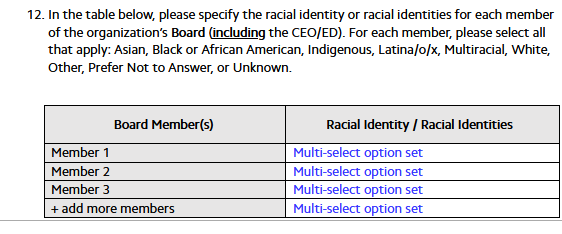 12. In the table below, please specify the racial identity or racial identities for each member
of the organization's Board (including the CEO/ED). For each member, please select all
that apply: Asian, Black or African American, Indigenous, Latina/o/x, Multiracial, White,
Other, Prefer Not to Answer, or Unknown.
Board Member(s) Racial Identity / Racial Identities
Member 1 Multi-select option set
Member 2 Multi-select option set
Member 3 Multi-select option set
+ add more members Multi-select option set